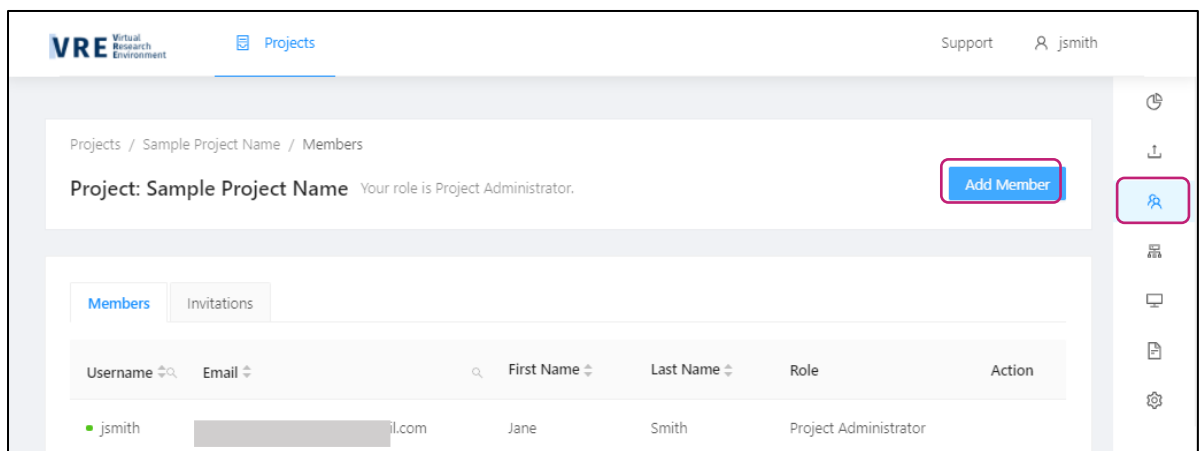 VRE Virtual Research Environment Projects Support jsmith
Projects / Sample Project Name / Members
Project: Sample Project Name Your role is Project Administrator.
Add Member
Members Invitations
Username Email First Name Last Name Role Action
jsmith il.com Jane Smith Project Administrator